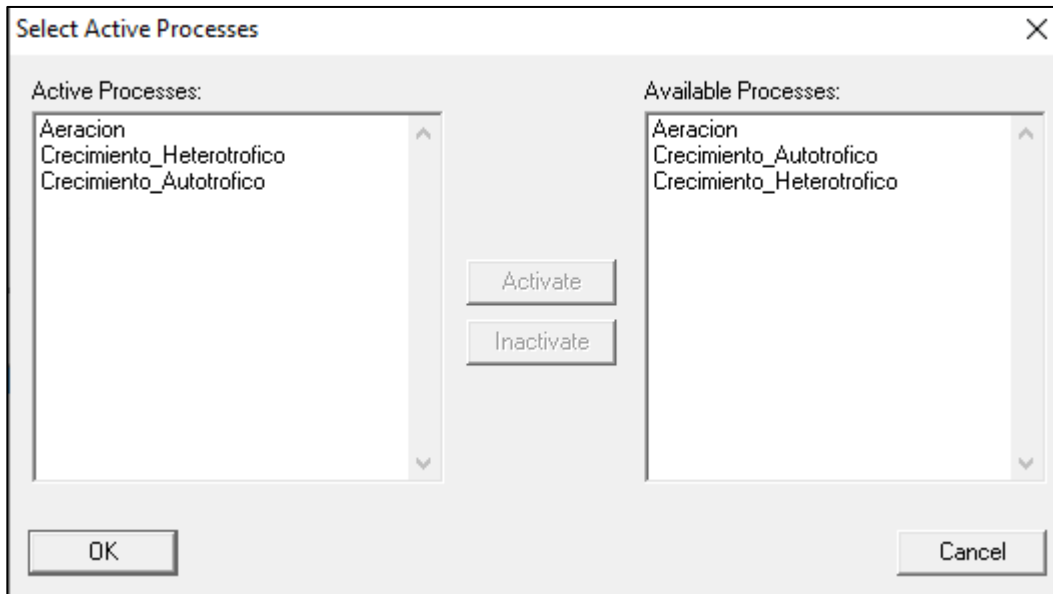 Select Active Processes
Active Processes:
Aeracion
Crecimiento_Heterotrofico
Crecimiento_Autotrofico
Activate
Inactivate
Available Processes:
Aeracion
Crecimiento_Autotrofico
Crecimiento_Heterotrofico
OK
Cancel